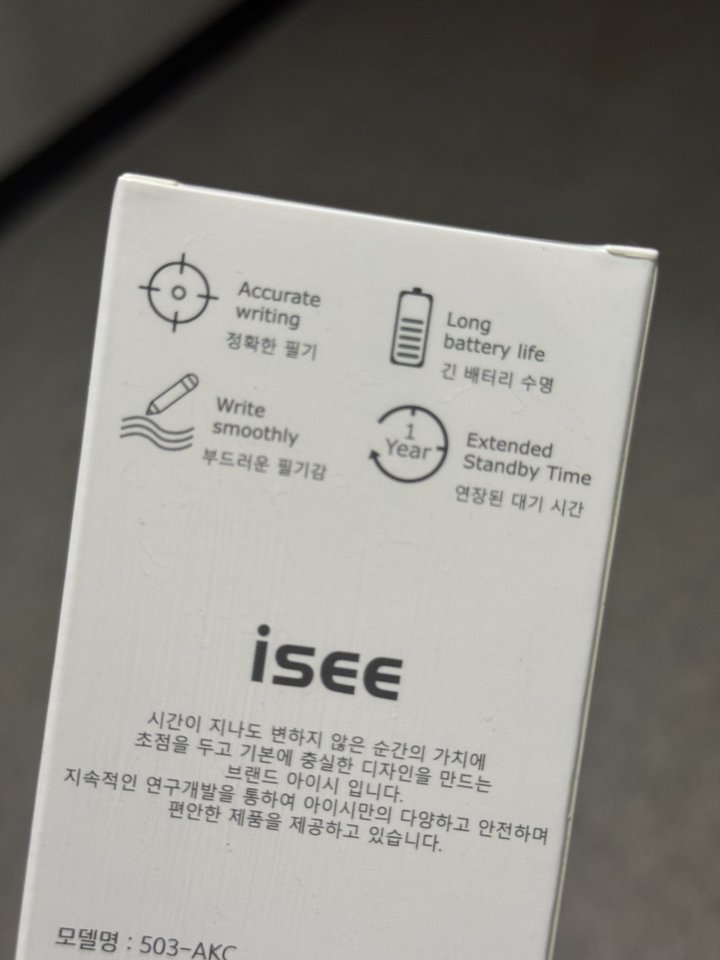 Accurate
writing
정확한 필기
Long
battery life
긴 배터리 수명
Write
smoothly
부드러운 필기감
1
Year
Extended
Standby Time
연장된 대기 시간
isee
시간이 지나도 변하지 않은 순간의 가치에
초점을 두고 기본에 충실한 디자인을 만드는
브랜드 아이시 입니다.
지속적인 연구개발을 통하여 아이시만의 다양하고 안전하며
편안한 제품을 제공하고 있습니다.
모델명 : 503-AKC